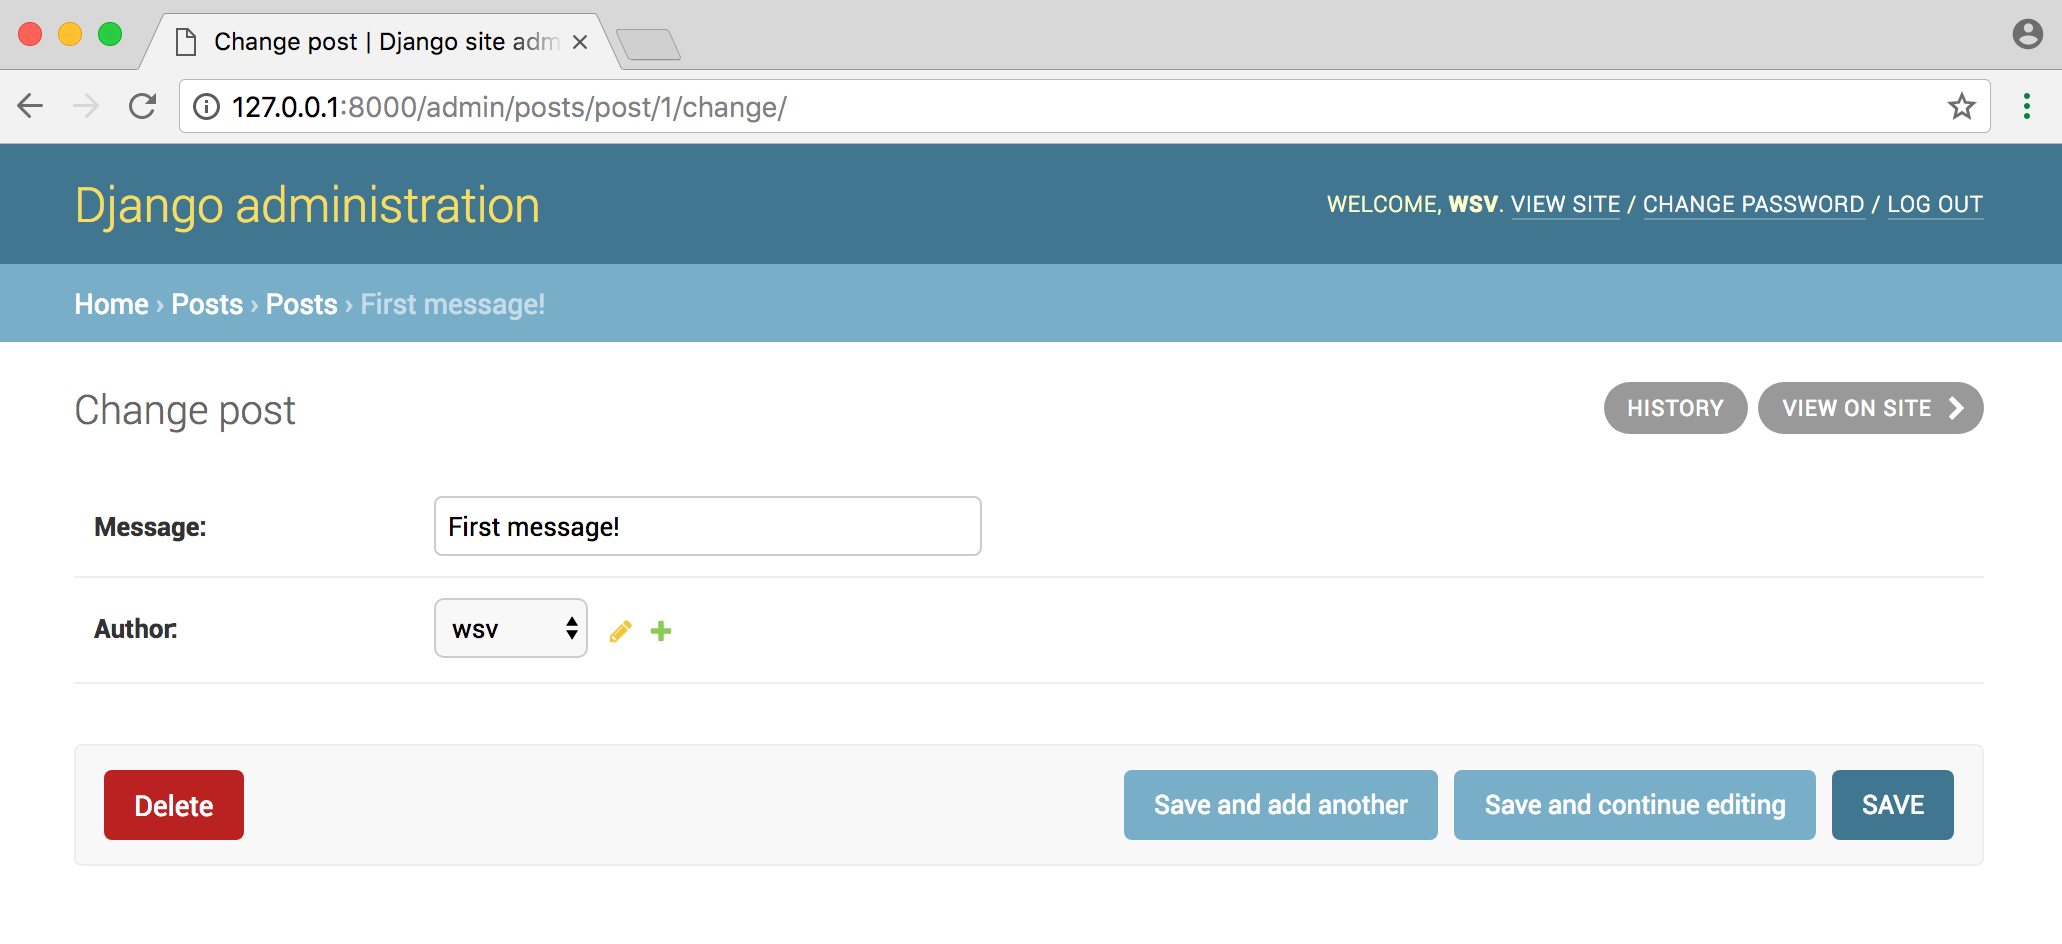 Change post | Django site adm
127.0.0.1:8000/admin/posts/post/1/change/
Django administration
WELCOME, WSV. VIEW SITE / CHANGE PASSWORD / LOG OUT
Home › Posts › Posts › First message!
Change post
HISTORY
VIEW ON SITE
Message:
First message!
Author:
wsv
Delete
Save and add another
Save and continue editing
SAVE